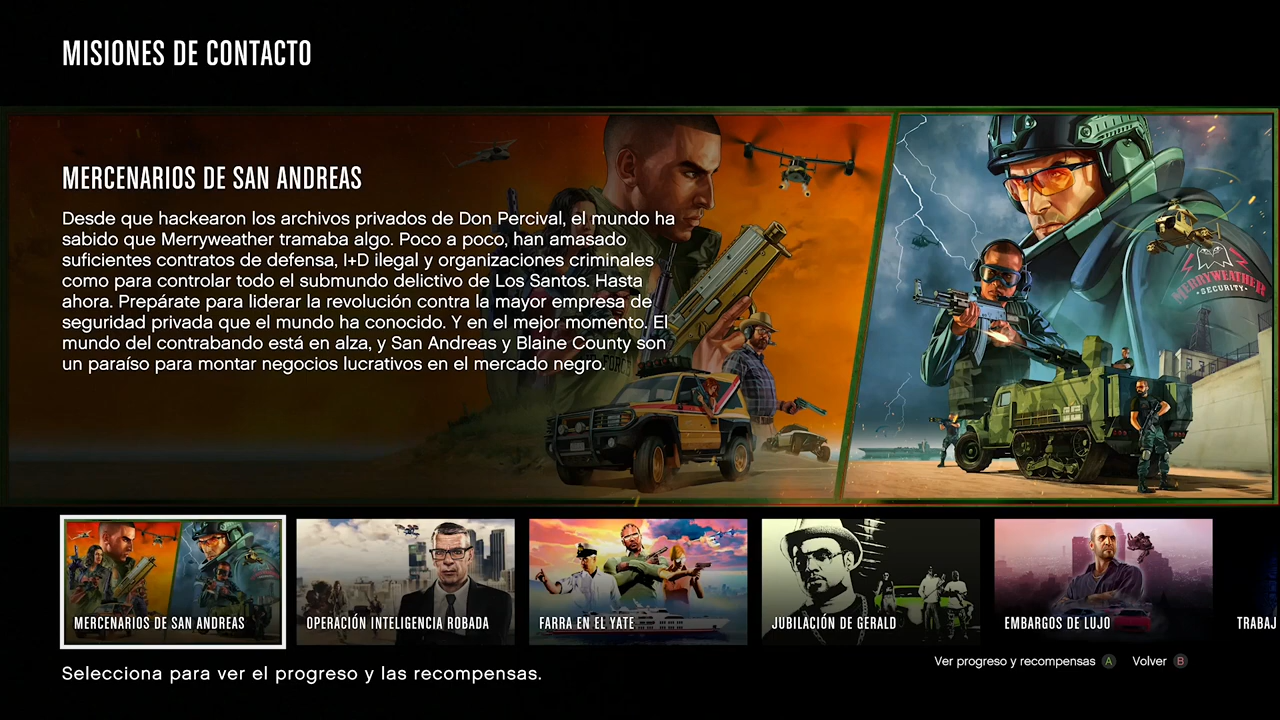 MISIONES DE CONTACTO
MERCENARIOS DE SAN ANDREAS
Desde que hackearon los archivos privados de Don Percival, el mundo ha
sabido que Merryweather tramaba algo. Poco a poco, han amasado
suficientes contratos de defensa, I+D ilegal y organizaciones criminales
como para controlar todo el submundo delictivo de Los Santos. Hasta
ahora. Prepárate para liderar la revolución contra la mayor empresa de
seguridad privada que el mundo ha conocido. Y en el mejor momento. El
mundo del contrabando está en alza, y San Andreas y Blaine County son
un paraíso para montar negocios lucrativos en el mercado negro.
MERRYWEATHER
SECURITY
MERCENARIOS DE SAN ANDREAS
OPERACIÓN INTELIGENCIA ROBADA
FARRA EN EL YATE
JUBILACIÓN DE GERALD
EMBARGOS DE LUJO
TRABAJ
Ver progreso y recompensas A Volver B
Selecciona para ver el progreso y las recompensas.